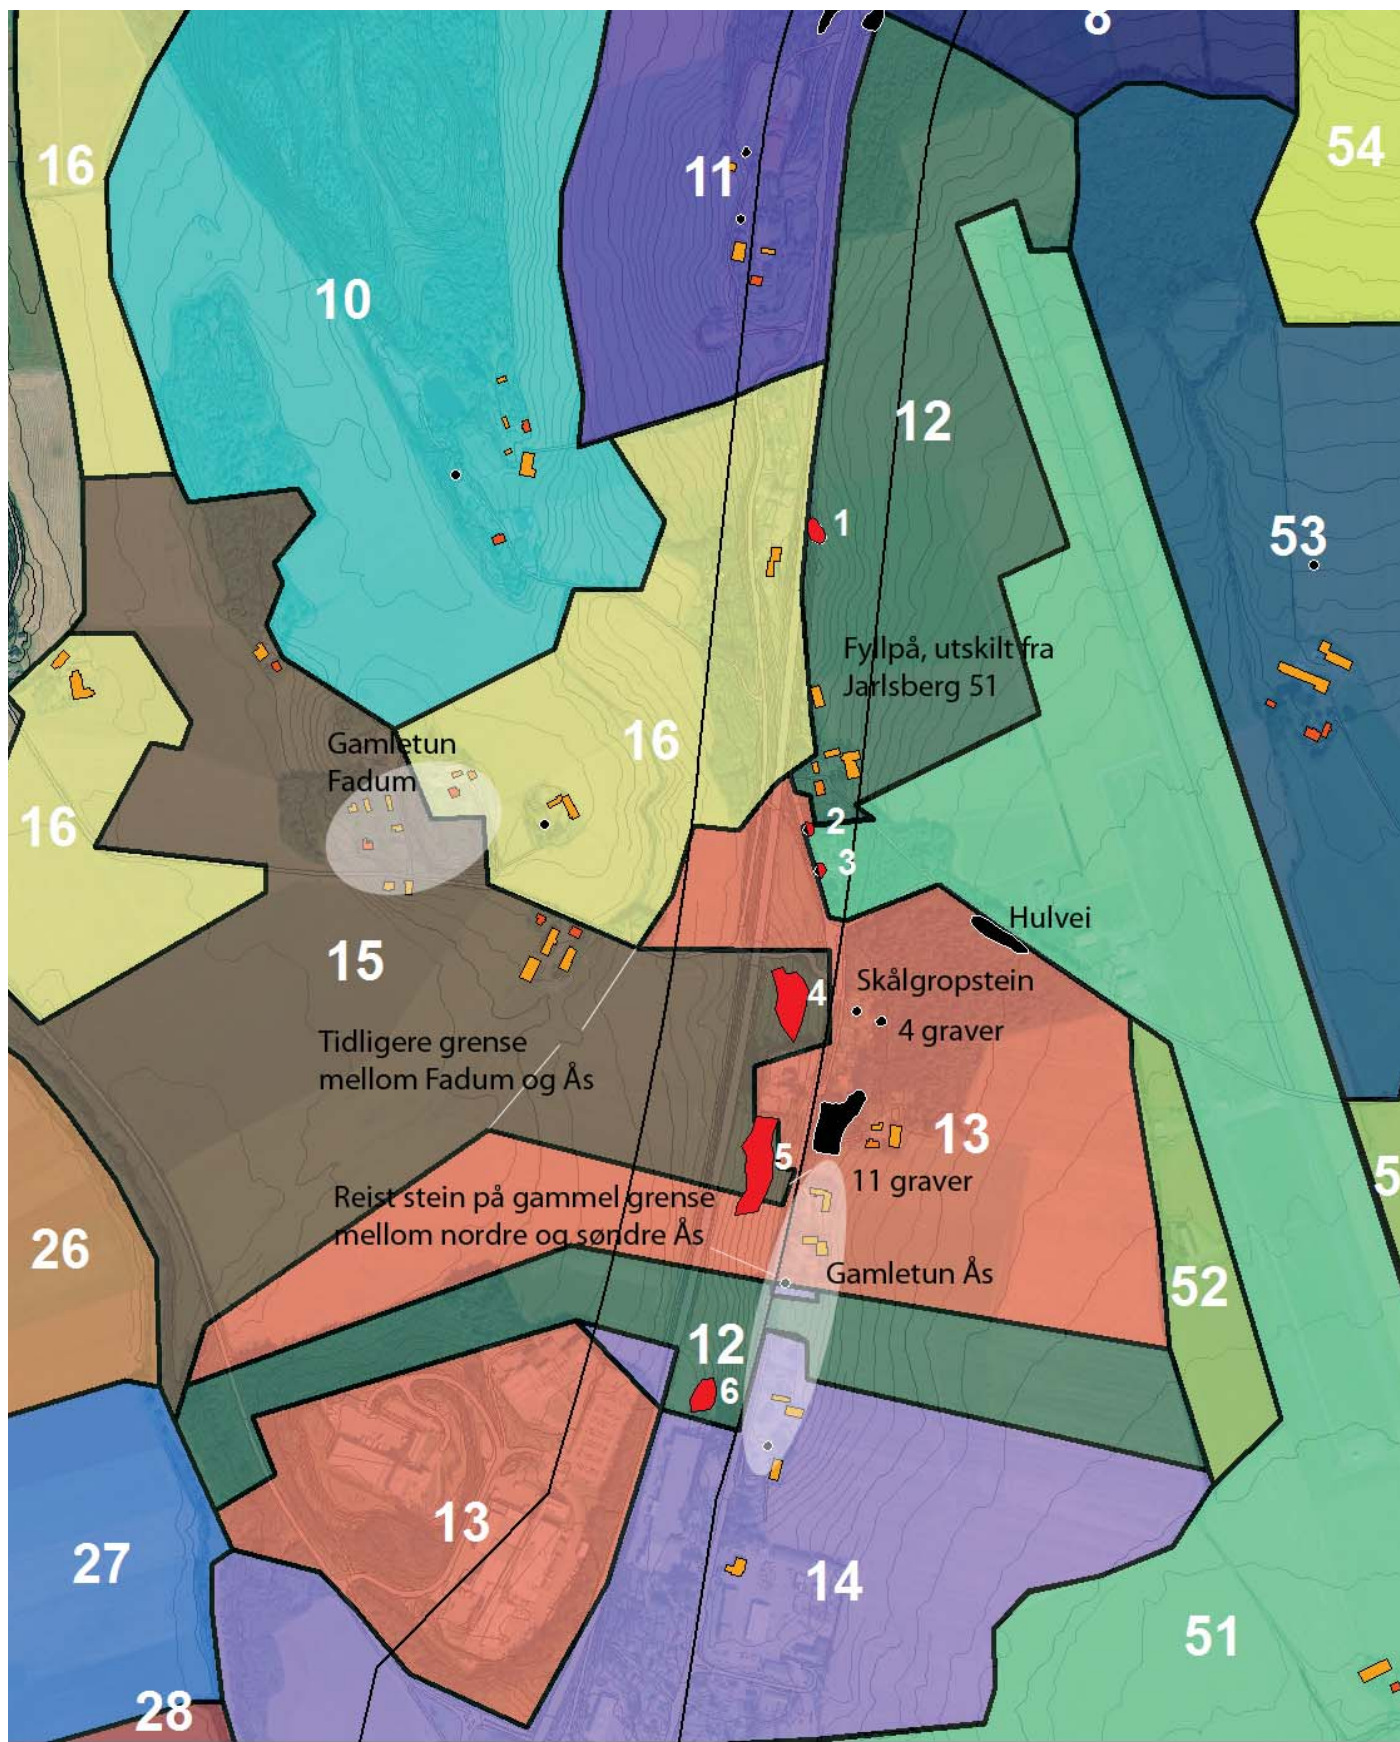 8
54
16
11
10
12
1
53
Fyllpå, utskilt fra
Jarlsberg 51
Gamletun
Fadum
16
16
2
3
Hulvei
15
Skålgropstein
4
4 graver
Tidligere grense
mellom Fadum og Ås
13
5
5
11 graver
Reist stein på gammel grense
mellom nordre og søndre Ås
26
Gamletun Ås
52
12
6
13
27
14
51
28